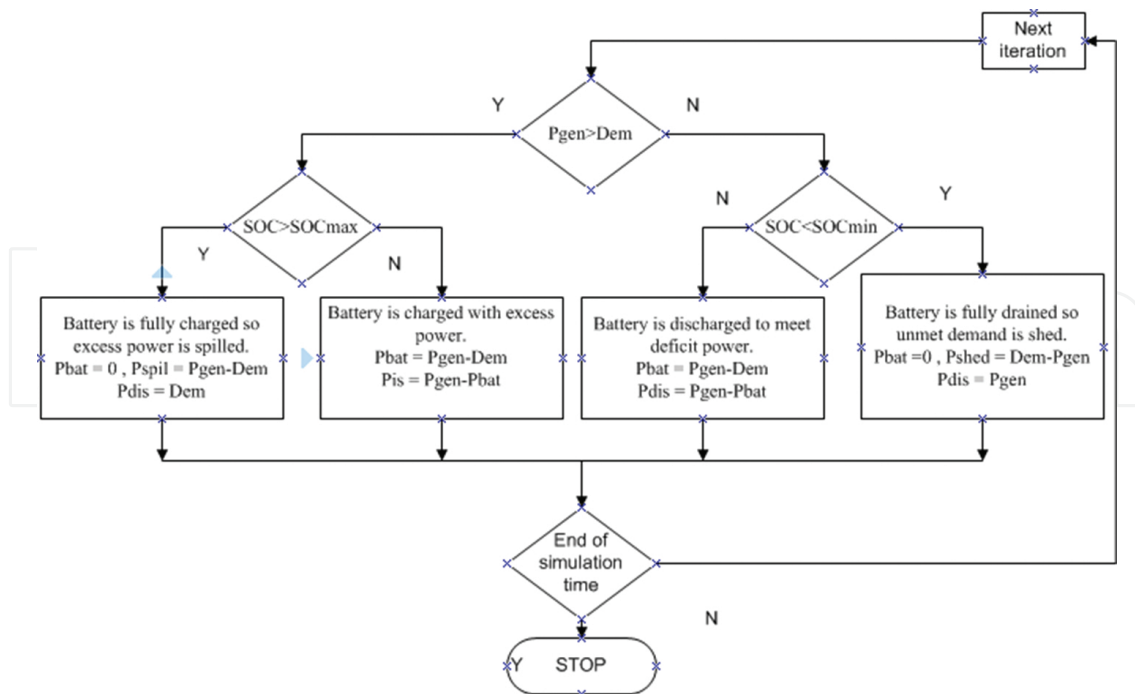 Next
iteration
Y
N
Pgen>Dem
N
Y
SOC>SOCmax
SOC<SOCmin
Y
N
Battery is fully charged so
excess power is spilled.
Pbat = 0 , Pspil = Pgen-Dem
Pdis = Dem
Battery is charged with excess
power.
Pbat = Pgen-Dem
Pis = Pgen-Pbat
Battery is discharged to meet
deficit power.
Pbat = Pgen-Dem
Pdis = Pgen-Pbat
Battery is fully drained so
unmet demand is shed.
Pbat =0 , Pshed = Dem-Pgen
Pdis = Pgen
End of
simulation
time
N
Y
STOP